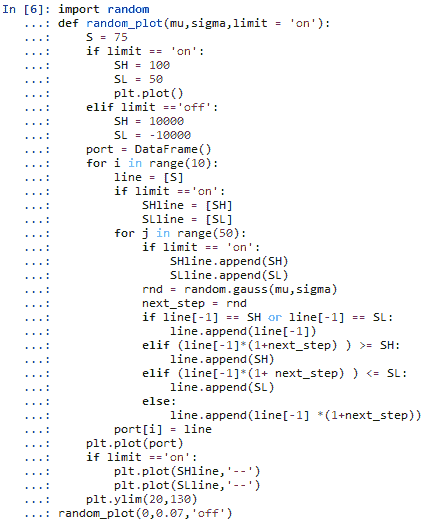 In [6]: import random
   ...: def random_plot(mu,sigma,limit = 'on'):
   ...:     S = 75
   ...:     if limit == 'on':
   ...:         SH = 100
   ...:         SL = 50
   ...:         plt.plot()
   ...:     elif limit =='off':
   ...:         SH = 10000
   ...:         SL = -10000
   ...:     port = DataFrame()
   ...:     for i in range(10):
   ...:         line = [S]
   ...:         if limit =='on':
   ...:             SHline = [SH]
   ...:             SLline = [SL]
   ...:         for j in range(50):
   ...:             if limit == 'on':
   ...:                 SHline.append(SH)
   ...:                 SLline.append(SL)
   ...:             rnd = random.gauss(mu,sigma)
   ...:             next_step = rnd
   ...:             if line[-1] == SH or line[-1] == SL:
   ...:                 line.append(line[-1])
   ...:             elif (line[-1]*(1+next_step) ) >= SH:
   ...:                 line.append(SH)
   ...:             elif (line[-1]*(1+ next_step) ) <= SL:
   ...:                 line.append(SL)
   ...:             else:
   ...:                 line.append(line[-1] *(1+next_step))
   ...:         port[i] = line
   ...:     plt.plot(port)
   ...:     if limit =='on':
   ...:         plt.plot(SHline,'--')
   ...:         plt.plot(SLline,'--')
   ...:     plt.ylim(20,130)
   ...: random_plot(0,0.07,'off')